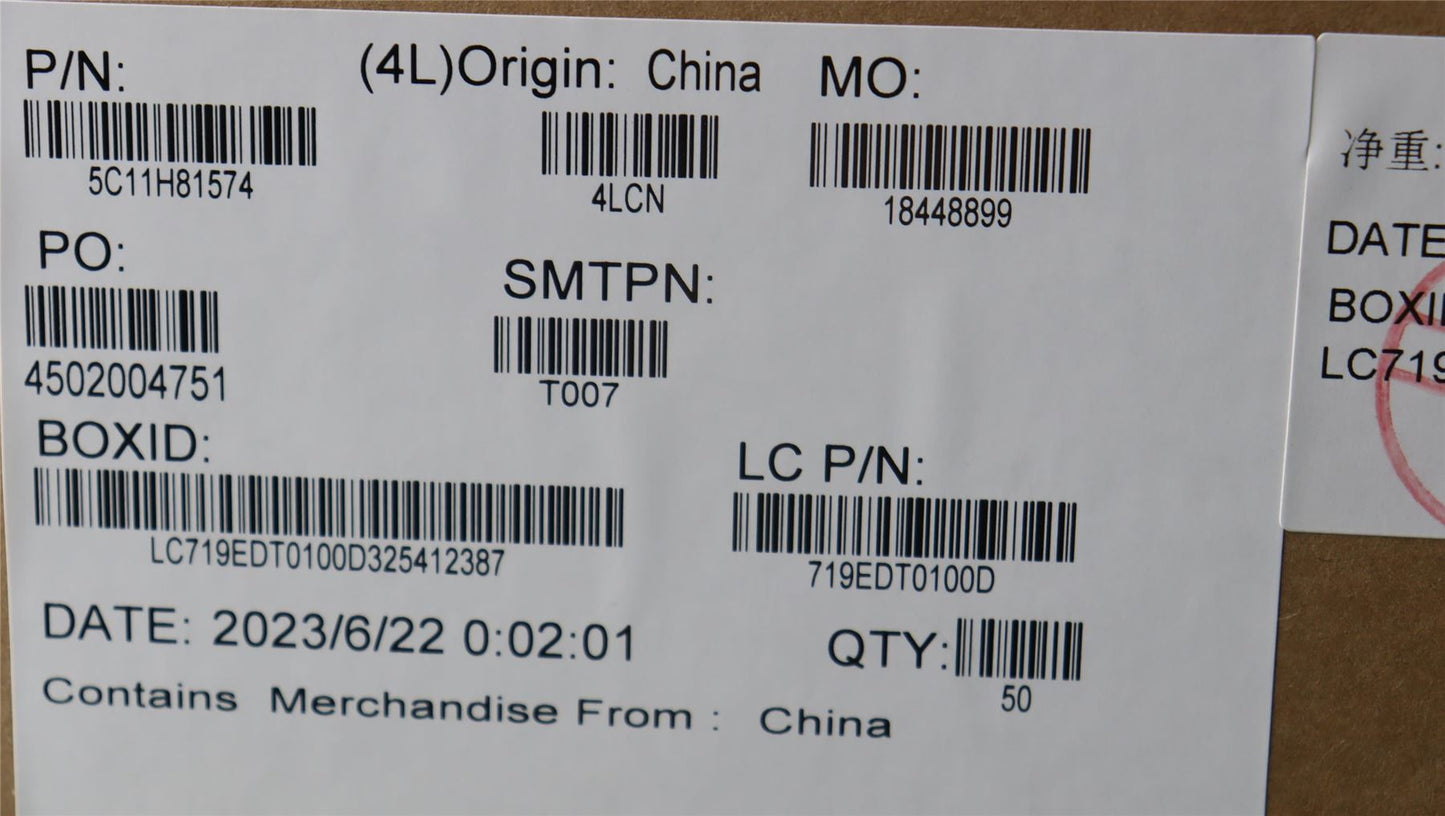 P/N:
(4L)Origin: China
MO:
5C11H81574
4LCN
18448899
PO:
SMTPN:
4502004751
T007
BOXID:
LC P/N:
LC719EDT0100D325412387
719EDT0100D
DATE: 2023/6/22 0:02:01
QTY:
50
Contains Merchandise From : China
净重:
DATE
BOXI
LC719